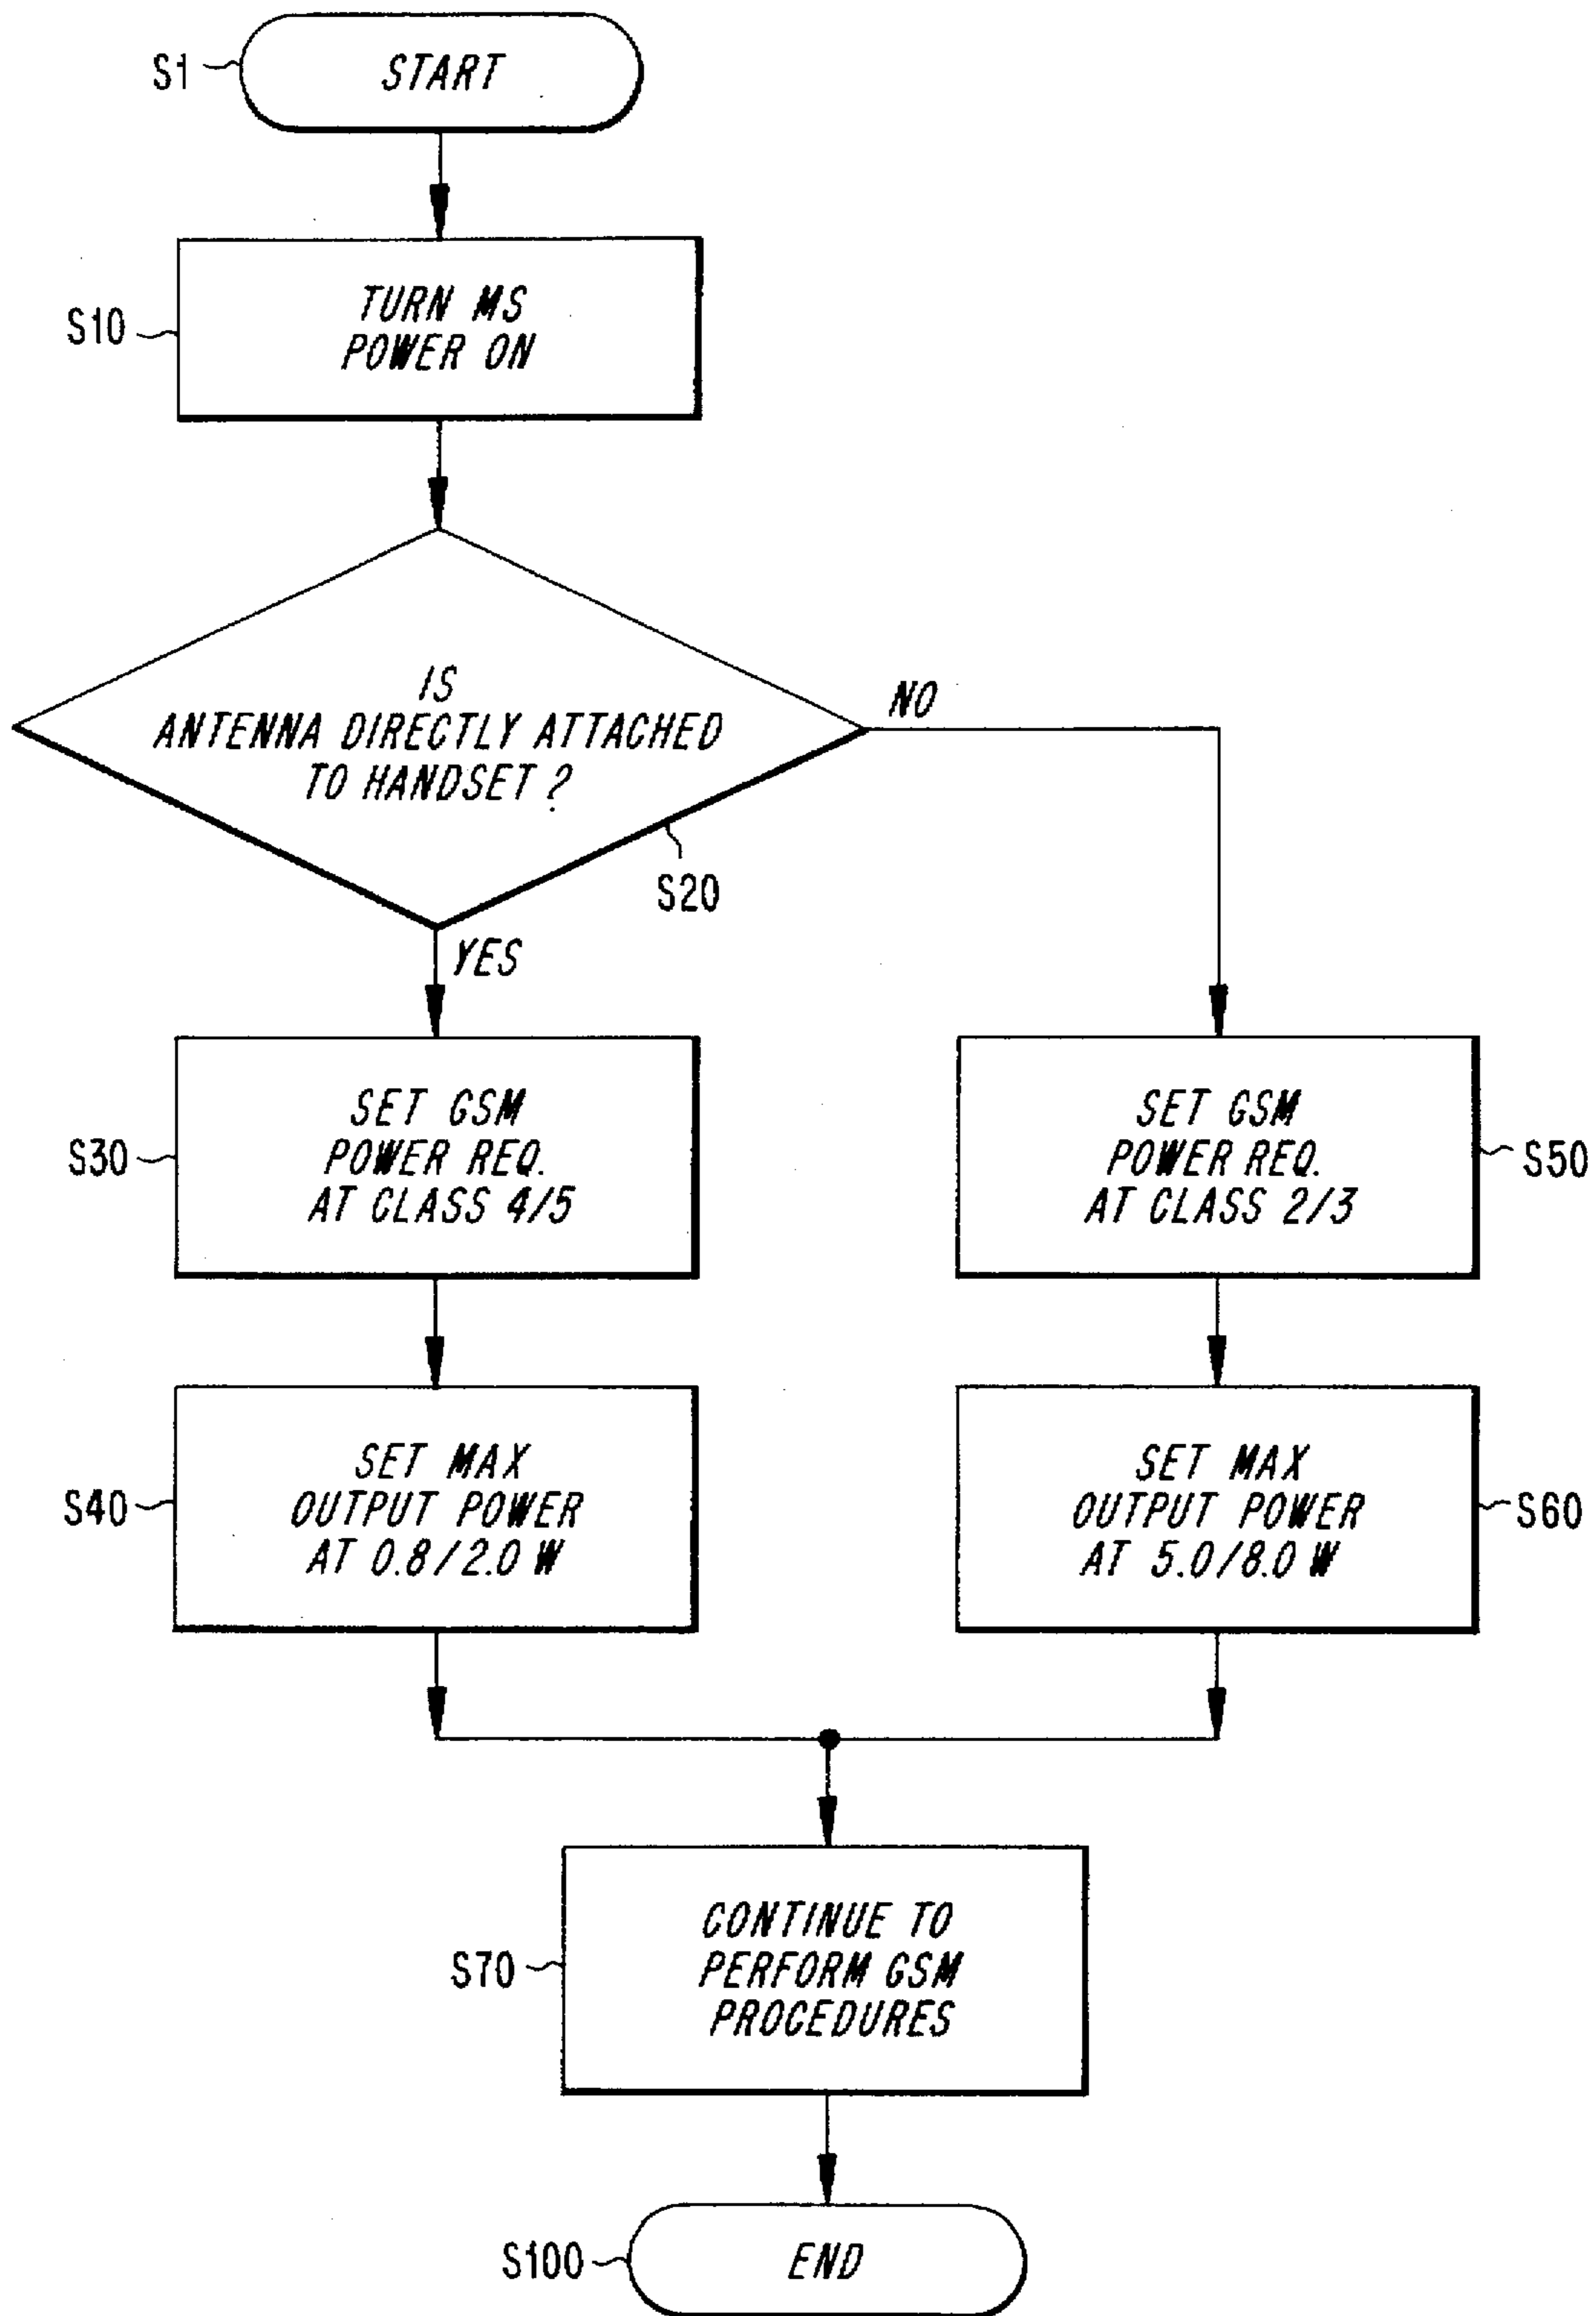 S1
START
S10
TURN MS
POWER ON
IS
ANTENNA DIRECTLY ATTACHED
TO HANDSET?
NO
S20
YES
S30
SET GSM
POWER REQ.
AT CLASS 4/5
SET GSM
POWER REQ.
AT CLASS 2/3
S50
S40
SET MAX
OUTPUT POWER
AT 0.8/2.0 W
SET MAX
OUTPUT POWER
AT 5.0/8.0 W
S60
S70
CONTINUE TO
PERFORM GSM
PROCEDURES
S100
END